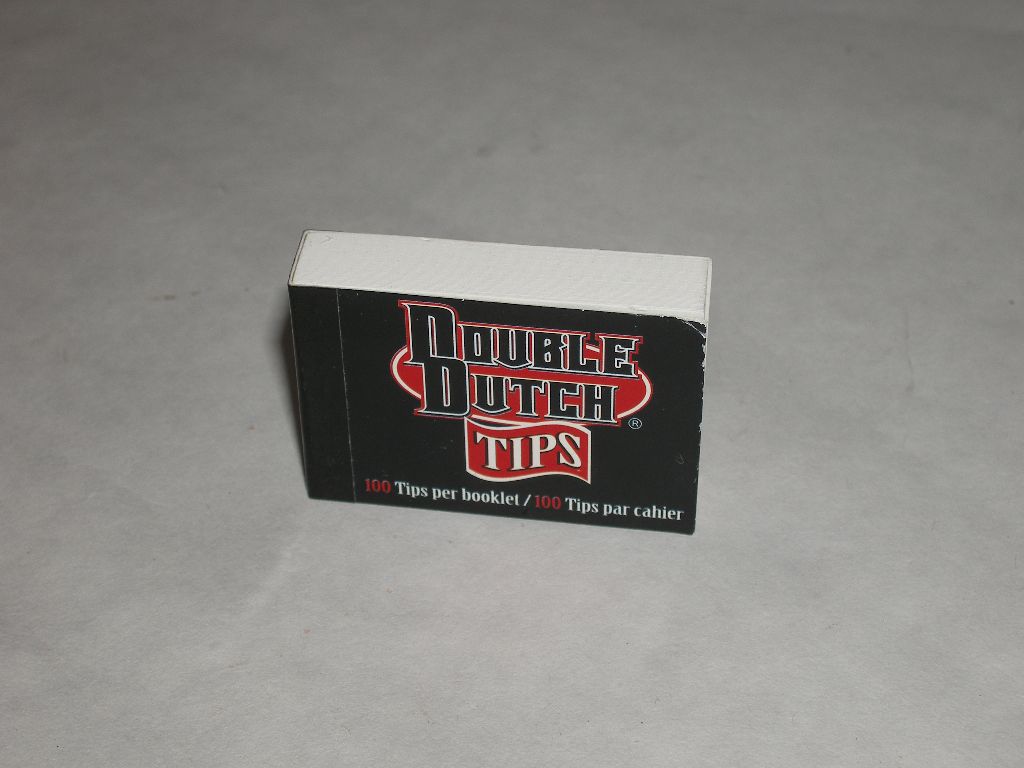 DOUBLE
DUTCH ®
TIPS
100 Tips per booklet / 100 Tips par cahier